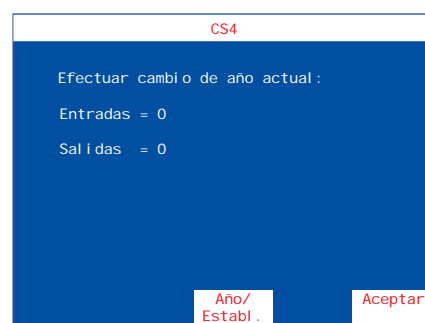 CS4
Efectuar cambio de año actual:
Entradas = 0
Salidas = 0
Año/
Establ.
Aceptar